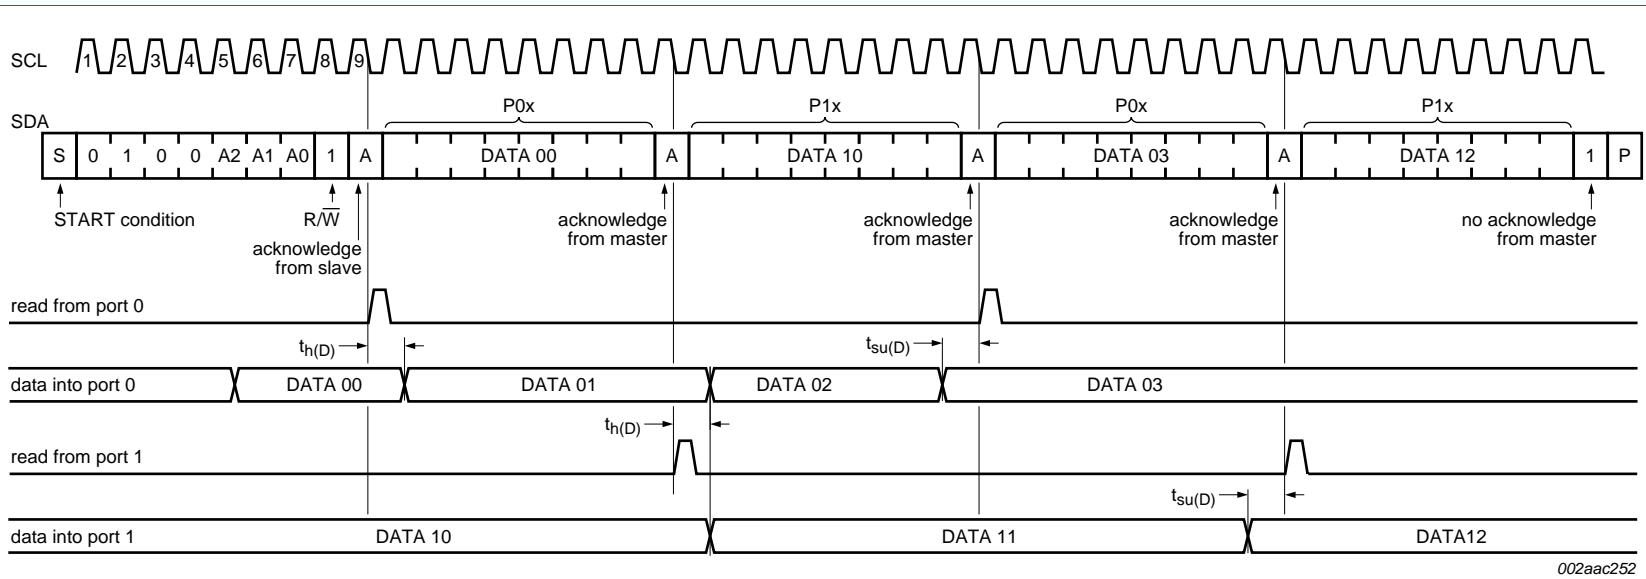 SCL 1 2 3 4 5 6 7 8 9
P0x P1x P0x P1x
SDA
S 0 1 0 0 A2 A1 A0 1 A DATA 00 A DATA 10 A DATA 03 A DATA 12 1 P
START condition R/W̅ acknowledge acknowledge acknowledge no acknowledge
from master from master from master from master
acknowledge
from slave
read from port 0
th(D) tsu(D)
data into port 0 DATA 00 DATA 01 DATA 02 DATA 03
th(D)
read from port 1
tsu(D)
data into port 1 DATA 10 DATA 11 DATA12
002aac252